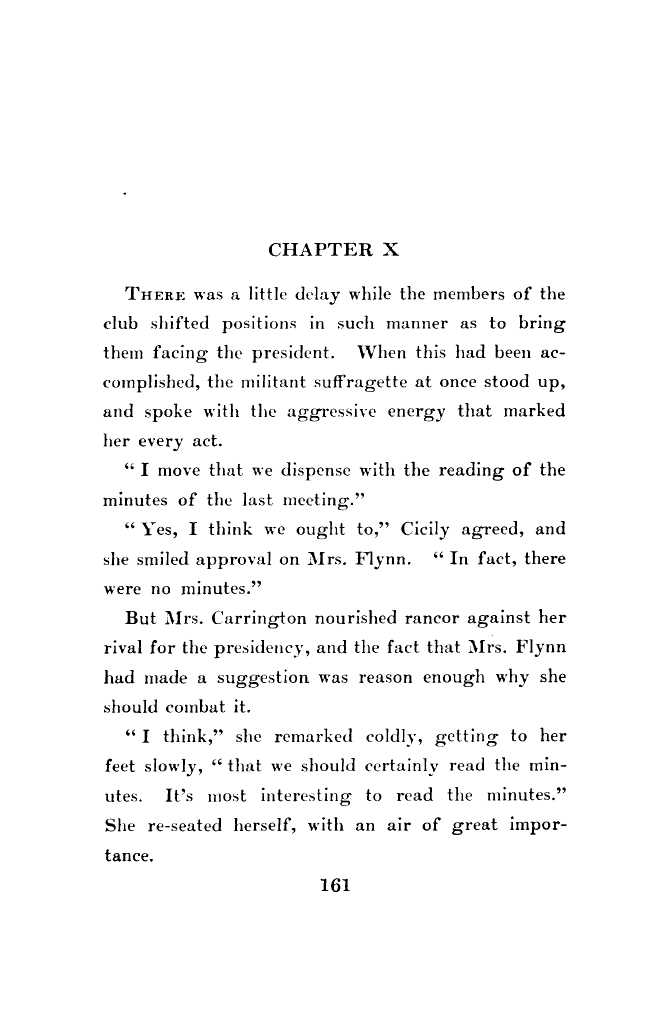 CHAPTER X
THERE was a little delay while the members of the
club shifted positions in such manner as to bring
them facing the president. When this had been ac-
complished, the militant suffragette at once stood up,
and spoke with the aggressive energy that marked
her every act.
“ I move that we dispense with the reading of the
minutes of the last meeting.”
“ Yes, I think we ought to,” Cicily agreed, and
she smiled approval on Mrs. Flynn. “ In fact, there
were no minutes.”
But Mrs. Carrington nourished rancor against her
rival for the presidency, and the fact that Mrs. Flynn
had made a suggestion was reason enough why she
should combat it.
“ I think,” she remarked coldly, getting to her
feet slowly, “ that we should certainly read the min-
utes. It’s most interesting to read the minutes.”
She re-seated herself, with an air of great impor-
tance.
161